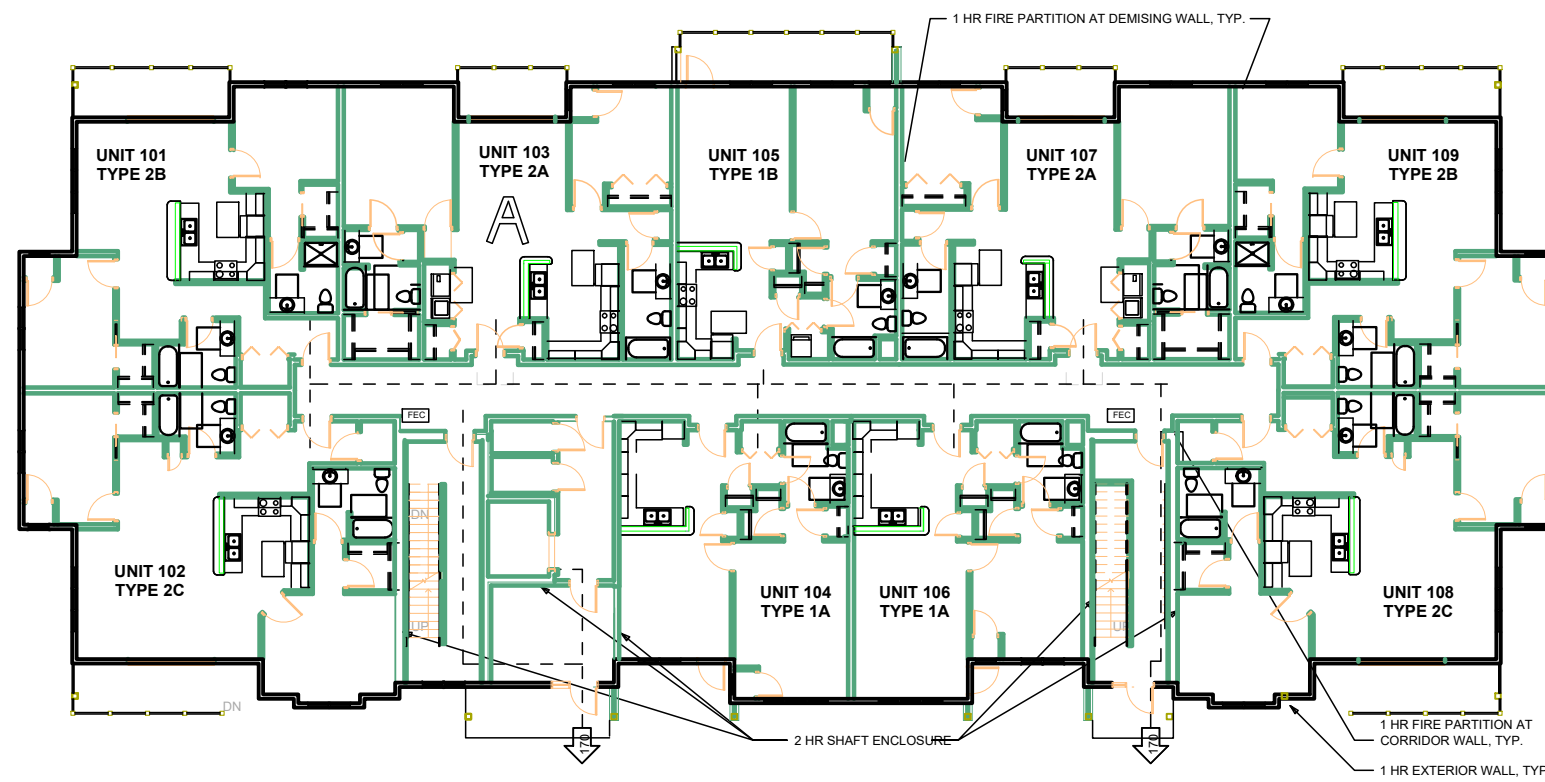 1 HR FIRE PARTITION AT DEMISING WALL, TYP.
UNIT 101
TYPE 2B
UNIT 103
TYPE 2A
UNIT 105
TYPE 1B
UNIT 107
TYPE 2A
UNIT 109
TYPE 2B
A
FEC
FEC
DN
UP
UP
UNIT 102
TYPE 2C
UNIT 104
TYPE 1A
UNIT 106
TYPE 1A
UNIT 108
TYPE 2C
DN
170
170
2 HR SHAFT ENCLOSURE
1 HR FIRE PARTITION AT
CORRIDOR WALL, TYP.
1 HR EXTERIOR WALL, TYP